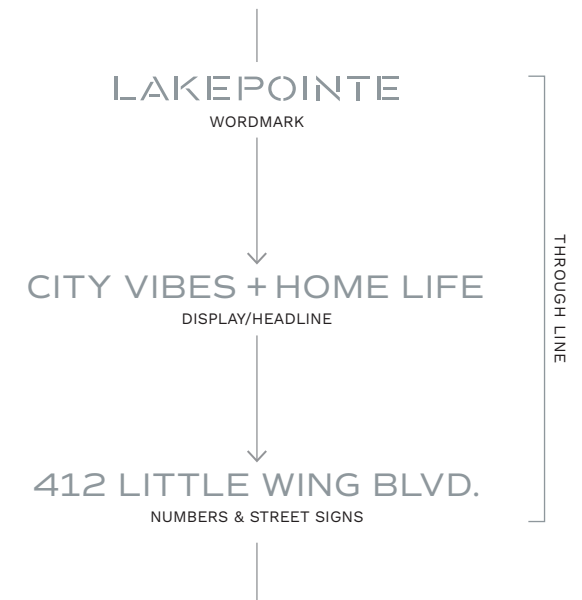 LAKEPOINTE
WORDMARK
CITY VIBES + HOME LIFE
DISPLAY/HEADLINE
412 LITTLE WING BLVD.
NUMBERS & STREET SIGNS
THROUGH LINE